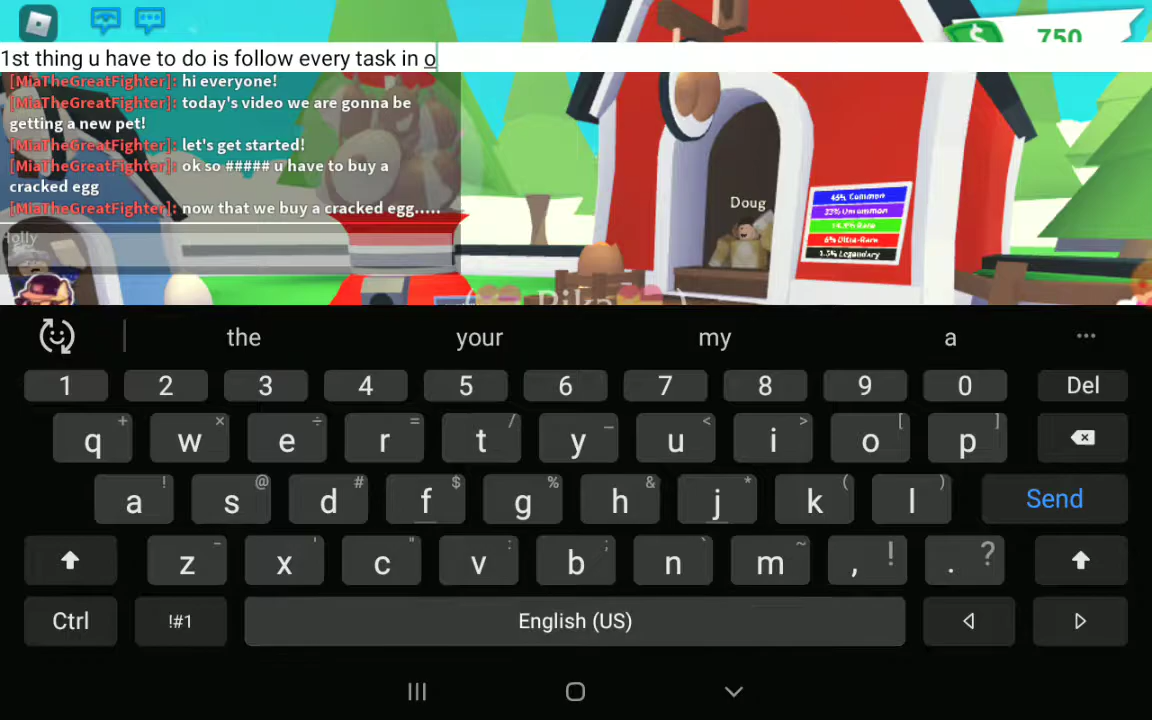 750
1st thing u have to do is follow every task in o
[MiaTheGreatFighter]: hi everyone!
[MiaTheGreatFighter]: today's video we are gonna be
getting a new pet!
[MiaTheGreatFighter]: let's get started!
[MiaTheGreatFighter]: ok so ##### u have to buy a
cracked egg
[MiaTheGreatFighter]: now that we buy a cracked egg.....
Doug
45% Common
33% Uncommon
Rare
6% Ultra-Rare
1.5% Legendary
the your my a ...
1 2 3 4 5 6 7 8 9 0 Del
+ × ÷ = / _ < > [ ]
q w e r t y u i o p
! @ # $ % & * ( )
a s d f g h j k l Send
- ' " : ; ` ~ ! ?
z x c v b n m , .
Ctrl !#1 English (US)